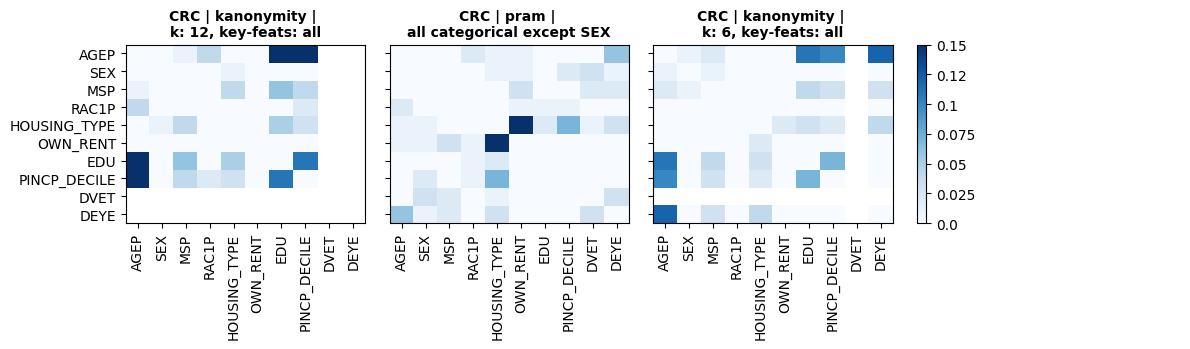 CRC | kanonymity |
k: 12, key-feats: all
CRC | pram |
all categorical except SEX
CRC | kanonymity |
k: 6, key-feats: all
AGEP
SEX
MSP
RAC1P
HOUSING_TYPE
OWN_RENT
EDU
PINCP_DECILE
DVET
DEYE
0.15
0.12
0.1
0.075
0.05
0.025
0.0
AGEP
SEX
MSP
RAC1P
HOUSING_TYPE
OWN_RENT
EDU
PINCP_DECILE
DVET
DEYE
AGEP
SEX
MSP
RAC1P
HOUSING_TYPE
OWN_RENT
EDU
PINCP_DECILE
DVET
DEYE
AGEP
SEX
MSP
RAC1P
HOUSING_TYPE
OWN_RENT
EDU
PINCP_DECILE
DVET
DEYE